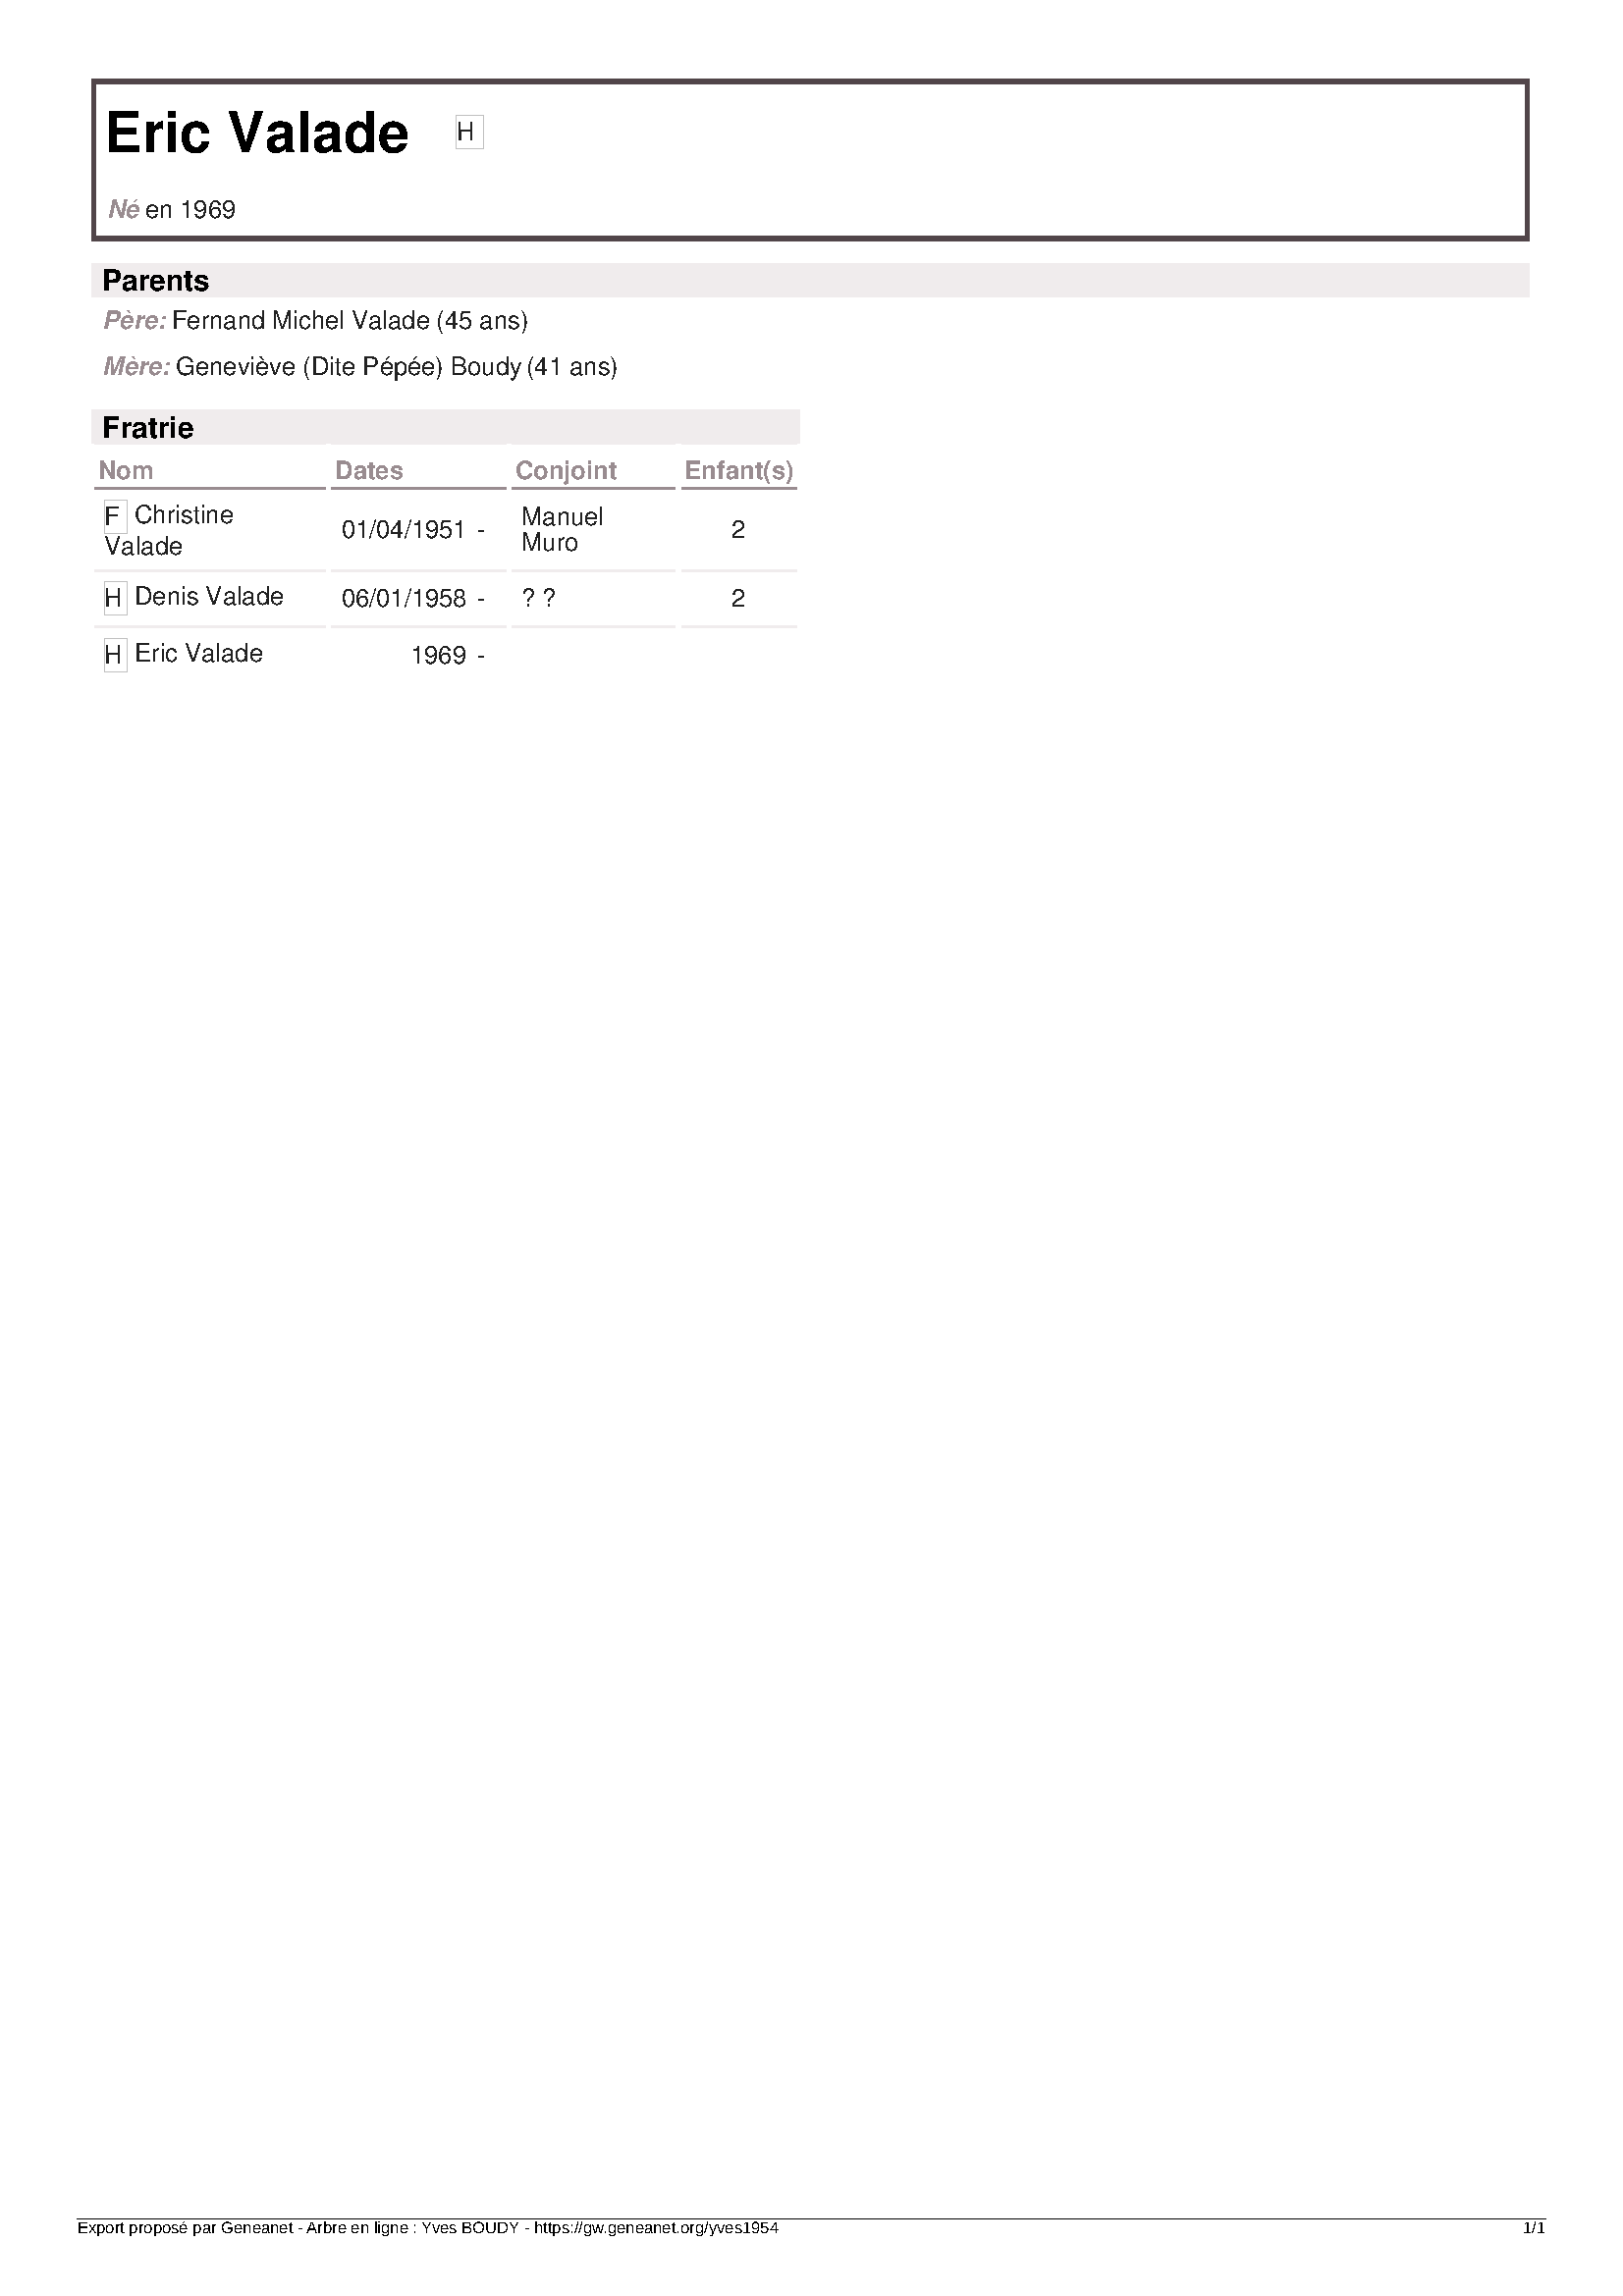 Eric Valade H
Né en 1969
Parents
Père: Fernand Michel Valade (45 ans)
Mère: Geneviève (Dite Pépée) Boudy (41 ans)
Fratrie
Nom Dates Conjoint Enfant(s)
F Christine
Valade
01/04/1951 -
Manuel
Muro
2
H Denis Valade 06/01/1958 - ? ? 2
H Eric Valade 1969 -
Export proposé par Geneanet - Arbre en ligne : Yves BOUDY - https://gw.geneanet.org/yves1954 1/1